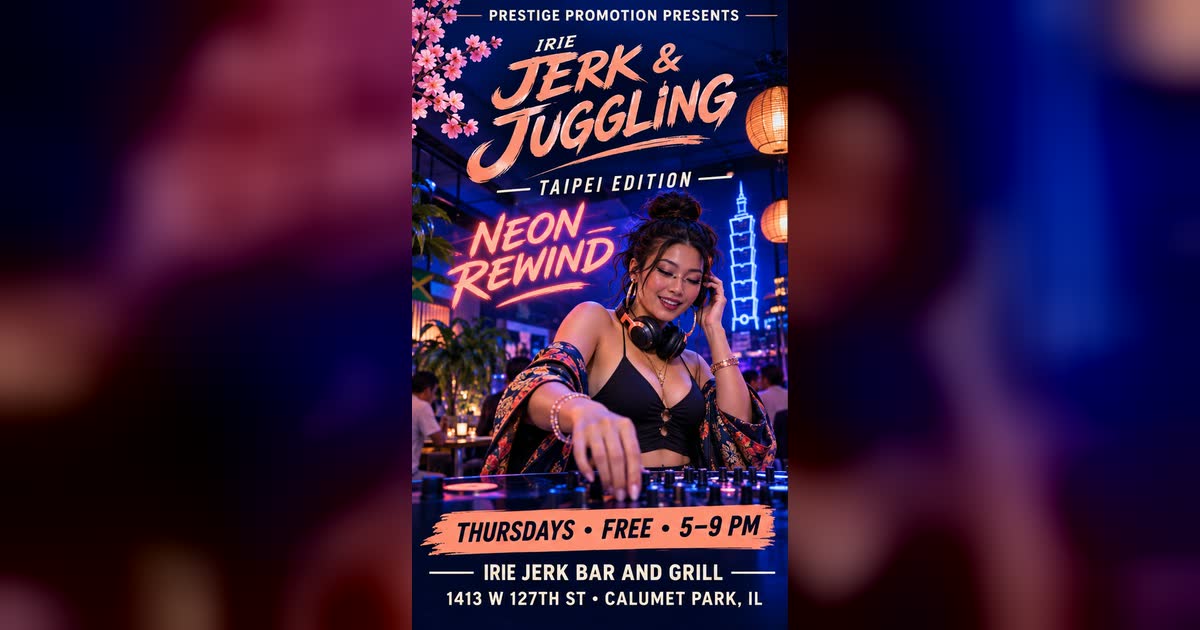 PRESTIGE PROMOTION PRESENTS
IRIE
JERK &
JUGGLING
TAIPEI EDITION
NEON
REWIND
THURSDAYS • FREE • 5–9 PM
IRIE JERK BAR AND GRILL
1413 W 127TH ST • CALUMET PARK, IL